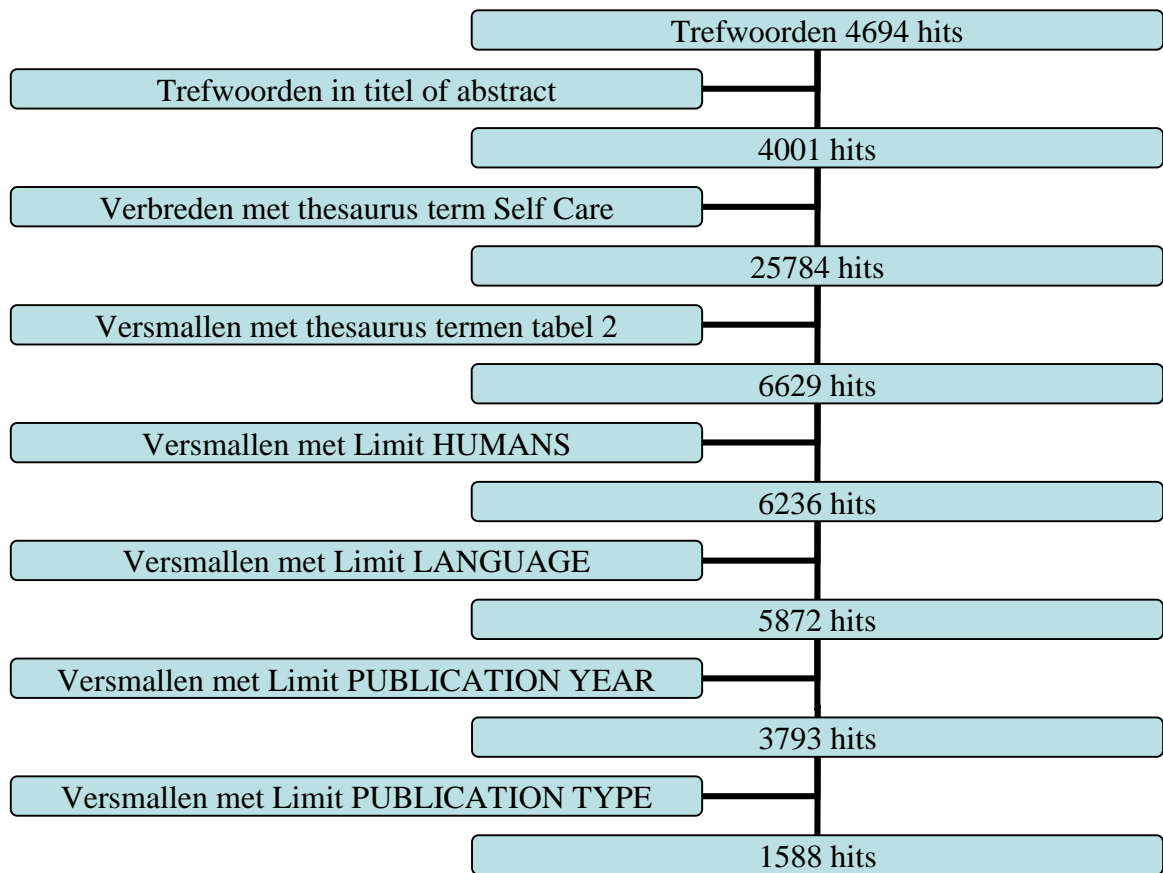 Trefwoorden 4694 hits
Trefwoorden in titel of abstract
4001 hits
Verbreden met thesaurus term Self Care
25784 hits
Versmallen met thesaurus termen tabel 2
6629 hits
Versmallen met Limit HUMANS
6236 hits
Versmallen met Limit LANGUAGE
5872 hits
Versmallen met Limit PUBLICATION YEAR
3793 hits
Versmallen met Limit PUBLICATION TYPE
1588 hits